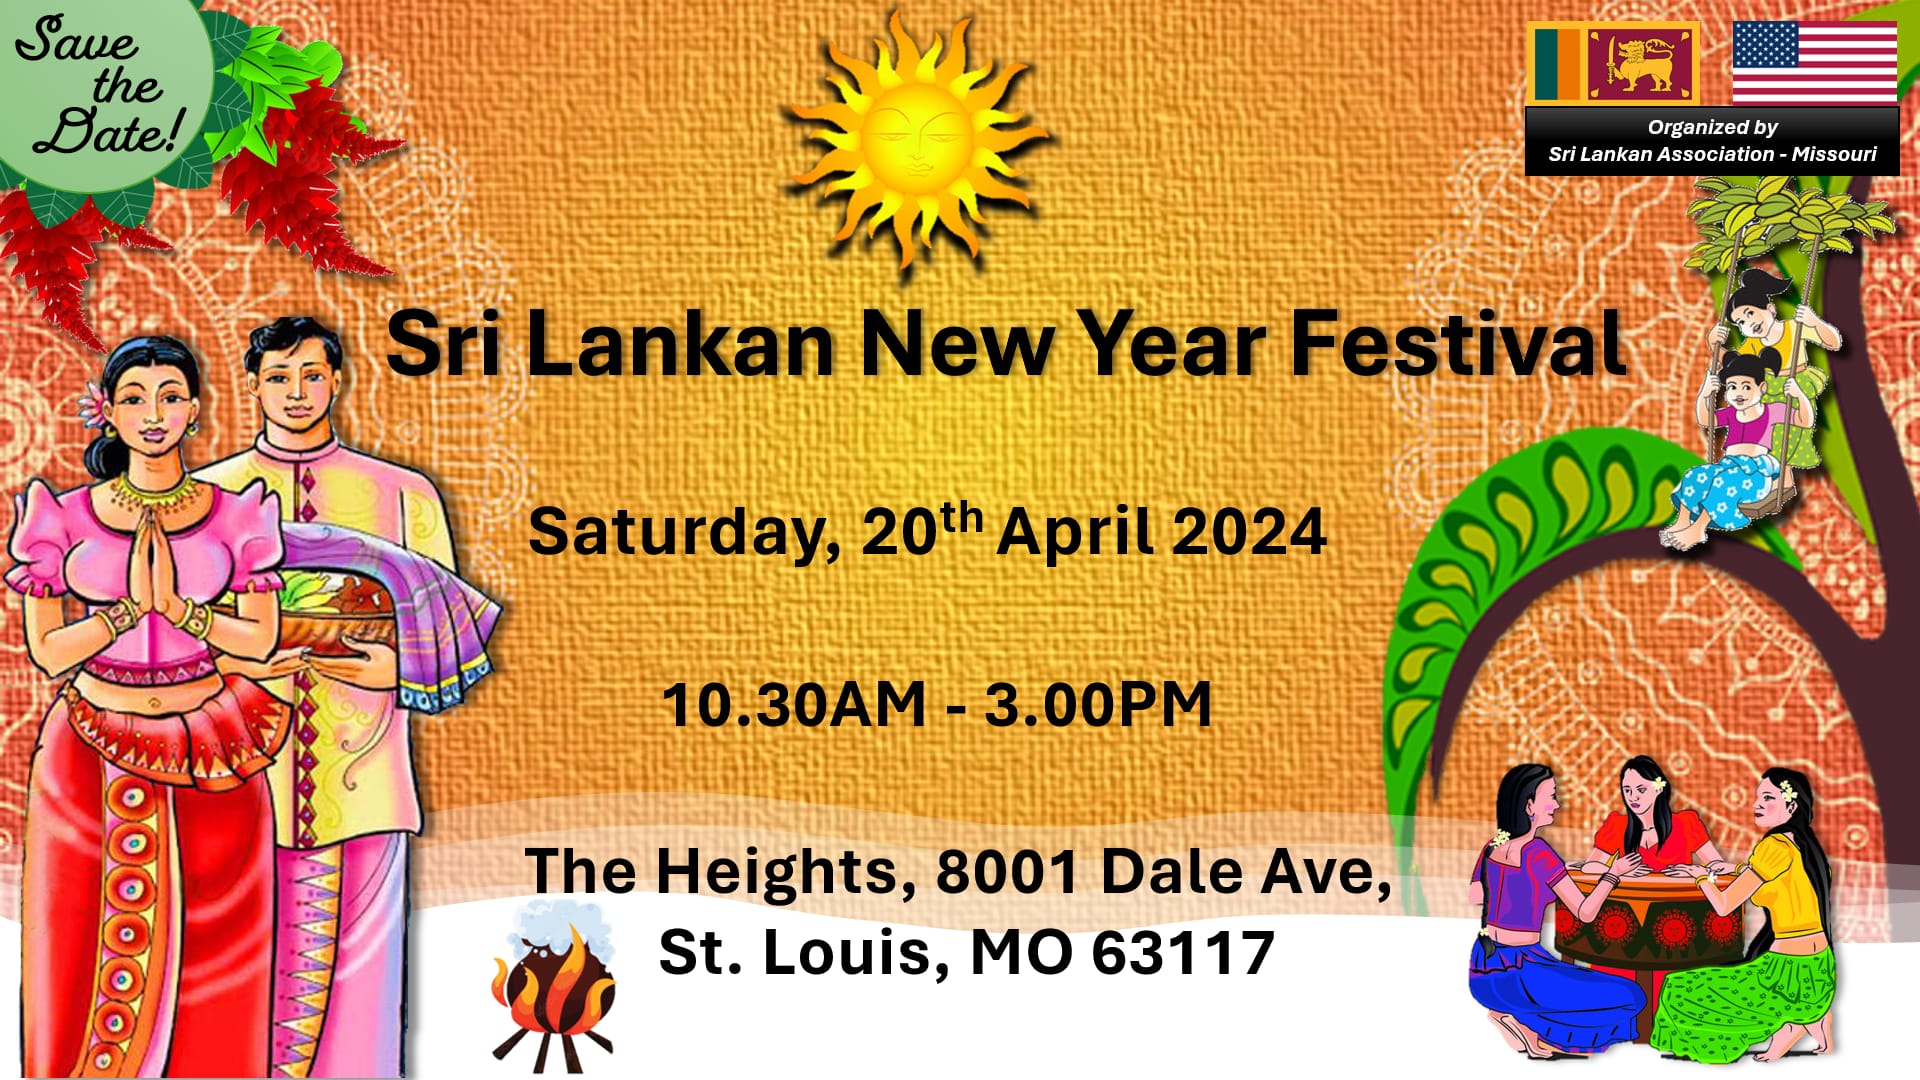 Save
the
Date!
Organized by
Sri Lankan Association - Missouri
Sri Lankan New Year Festival
Saturday, 20th April 2024
10.30AM - 3.00PM
The Heights, 8001 Dale Ave,
St. Louis, MO 63117